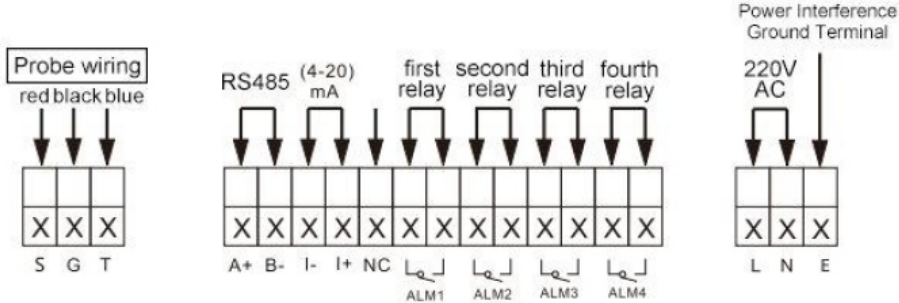 Power Interference
Ground Terminal
Probe wiring
red black blue
RS485
(4-20)
mA
first
relay
second
relay
third
relay
fourth
relay
220V
AC
X X X
X X X X X X X X X X X X X
X X X
S G T
A+ B- I- I+ NC
L N E
ALM1 ALM2 ALM3 ALM4